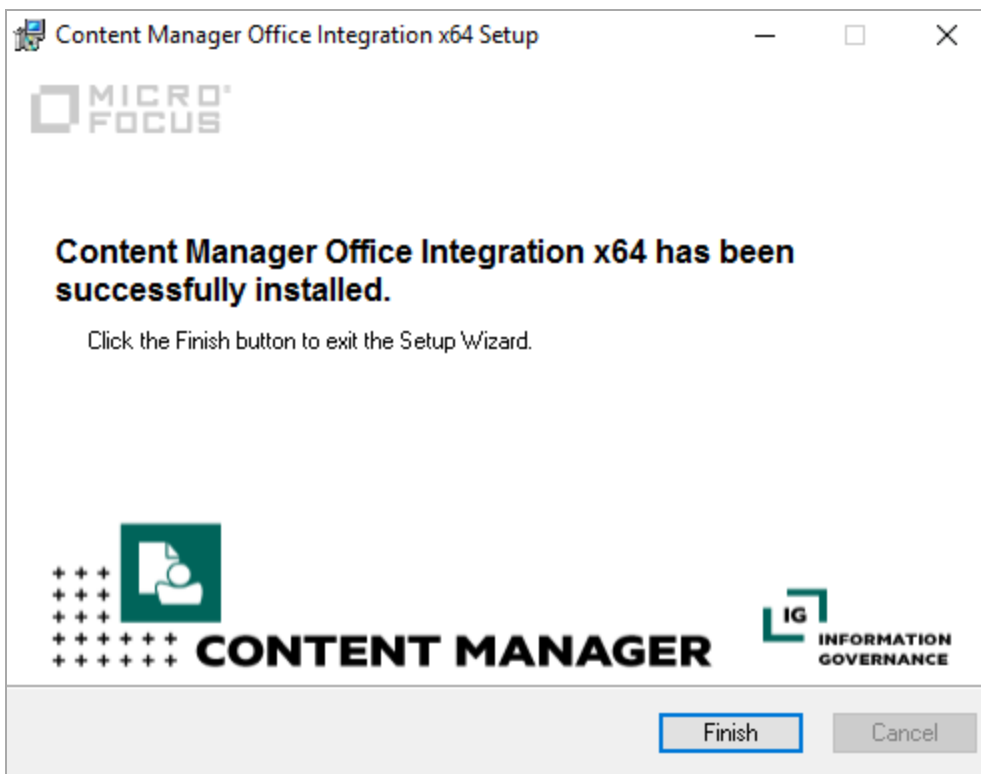 Content Manager Office Integration x64 Setup
MICRO
FOCUS
Content Manager Office Integration x64 has been
successfully installed.
Click the Finish button to exit the Setup Wizard.
CONTENT MANAGER
IG
INFORMATION
GOVERNANCE
Finish
Cancel